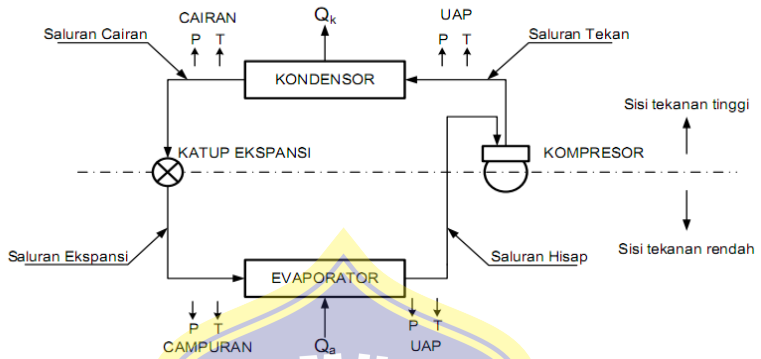 CAIRAN
Qk
UAP
Saluran Cairan
P T
P T
Saluran Tekan
KONDENSOR
Sisi tekanan tinggi
KATUP EKSPANSI
KOMPRESOR
Saluran Ekspansi
Saluran Hisap
Sisi tekanan rendah
EVAPORATOR
P T
P T
CAMPURAN
Qa
UAP